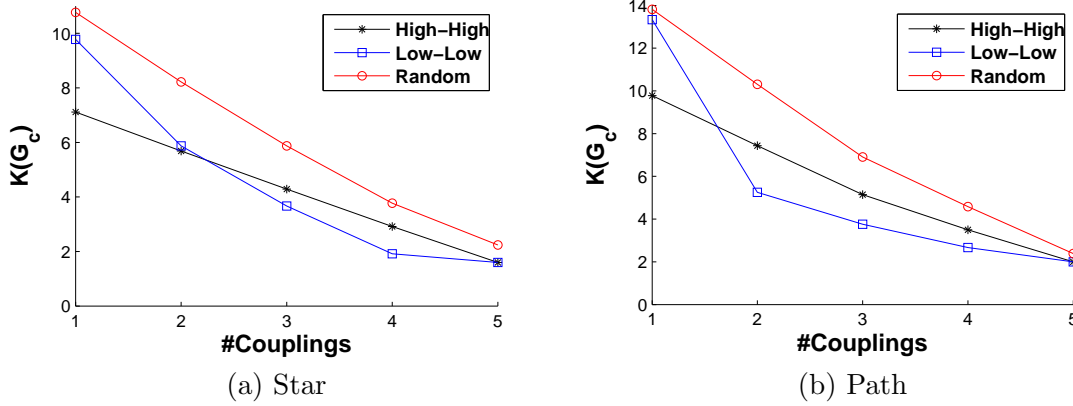 10
8
6
4
2
0
K(G_c)
High-High
Low-Low
Random
1 2 3 4 5
#Couplings
(a) Star
14
12
10
8
6
4
2
0
K(G_c)
High-High
Low-Low
Random
1 2 3 4 5
#Couplings
(b) Path